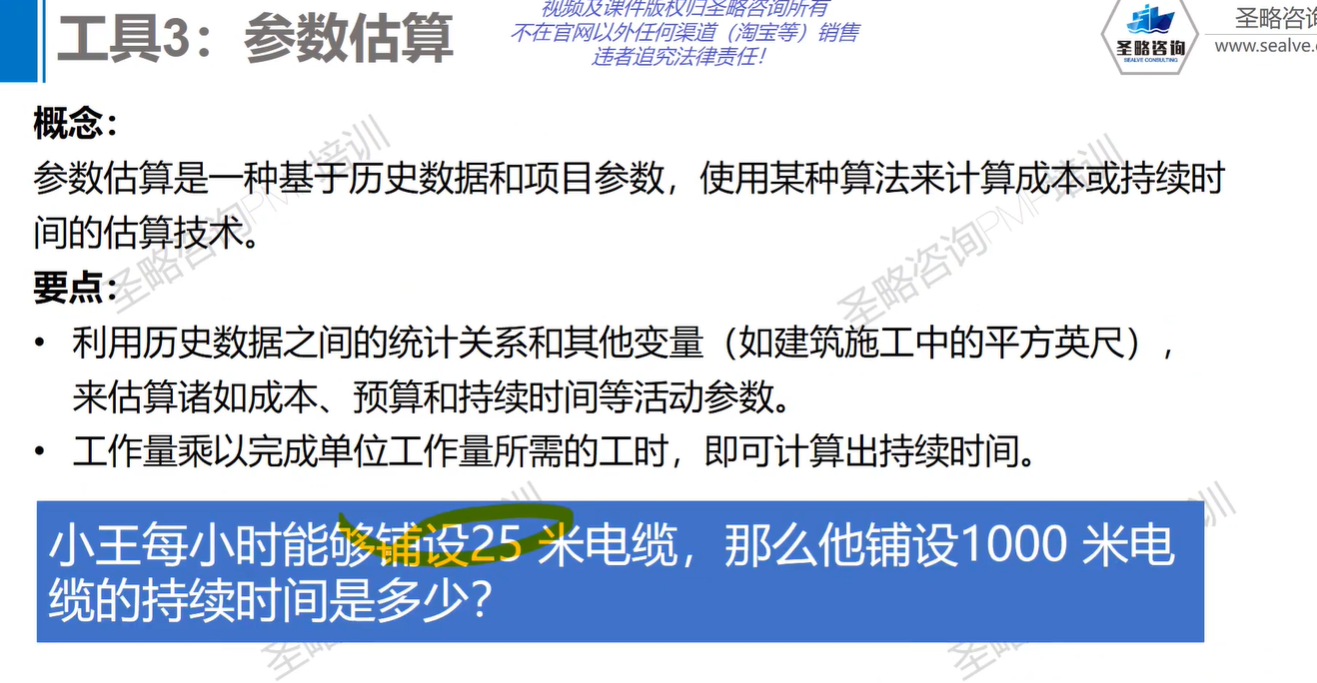 工具3：参数估算
视频及课件版权归圣略咨询所有
不在官网以外任何渠道（淘宝等）销售
违者追究法律责任！
圣略咨询
SEALVE CONSULTING
圣略咨询
www.sealve.c
概念：
参数估算是一种基于历史数据和项目参数，使用某种算法来计算成本或持续时
间的估算技术。
要点：
• 利用历史数据之间的统计关系和其他变量（如建筑施工中的平方英尺），
来估算诸如成本、预算和持续时间等活动参数。
• 工作量乘以完成单位工作量所需的工时，即可计算出持续时间。
小王每小时能够铺设25 米电缆，那么他铺设1000 米电
缆的持续时间是多少？
圣略咨询PMP培训
圣略咨询PMP培训
训
训
圣略
圣略